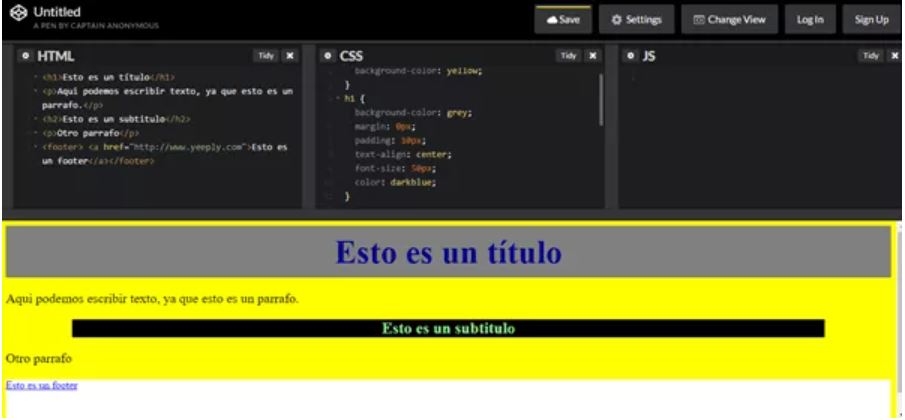 Untitled
A PEN BY CAPTAIN ANONYMOUS
Save
Settings
Change View
Log In
Sign Up
HTML
Tidy
<h1>Esto es un título</h1>
<p>Aqui podemos escribir texto, ya que esto es un
parrafo.</p>
<h2>Esto es un subtitulo</h2>
<p>Otro parrafo</p>
<footer> <a href="http://www.yeeply.com">Esto es
un footer</a></footer>
CSS
Tidy
background-color: yellow;
}
h1 {
background-color: grey;
margin: 0px;
padding: 10px;
text-align: center;
font-size: 50px;
color: darkblue;
}
JS
Tidy
Esto es un título
Aqui podemos escribir texto, ya que esto es un parrafo.
Esto es un subtitulo
Otro parrafo
Esto es un footer